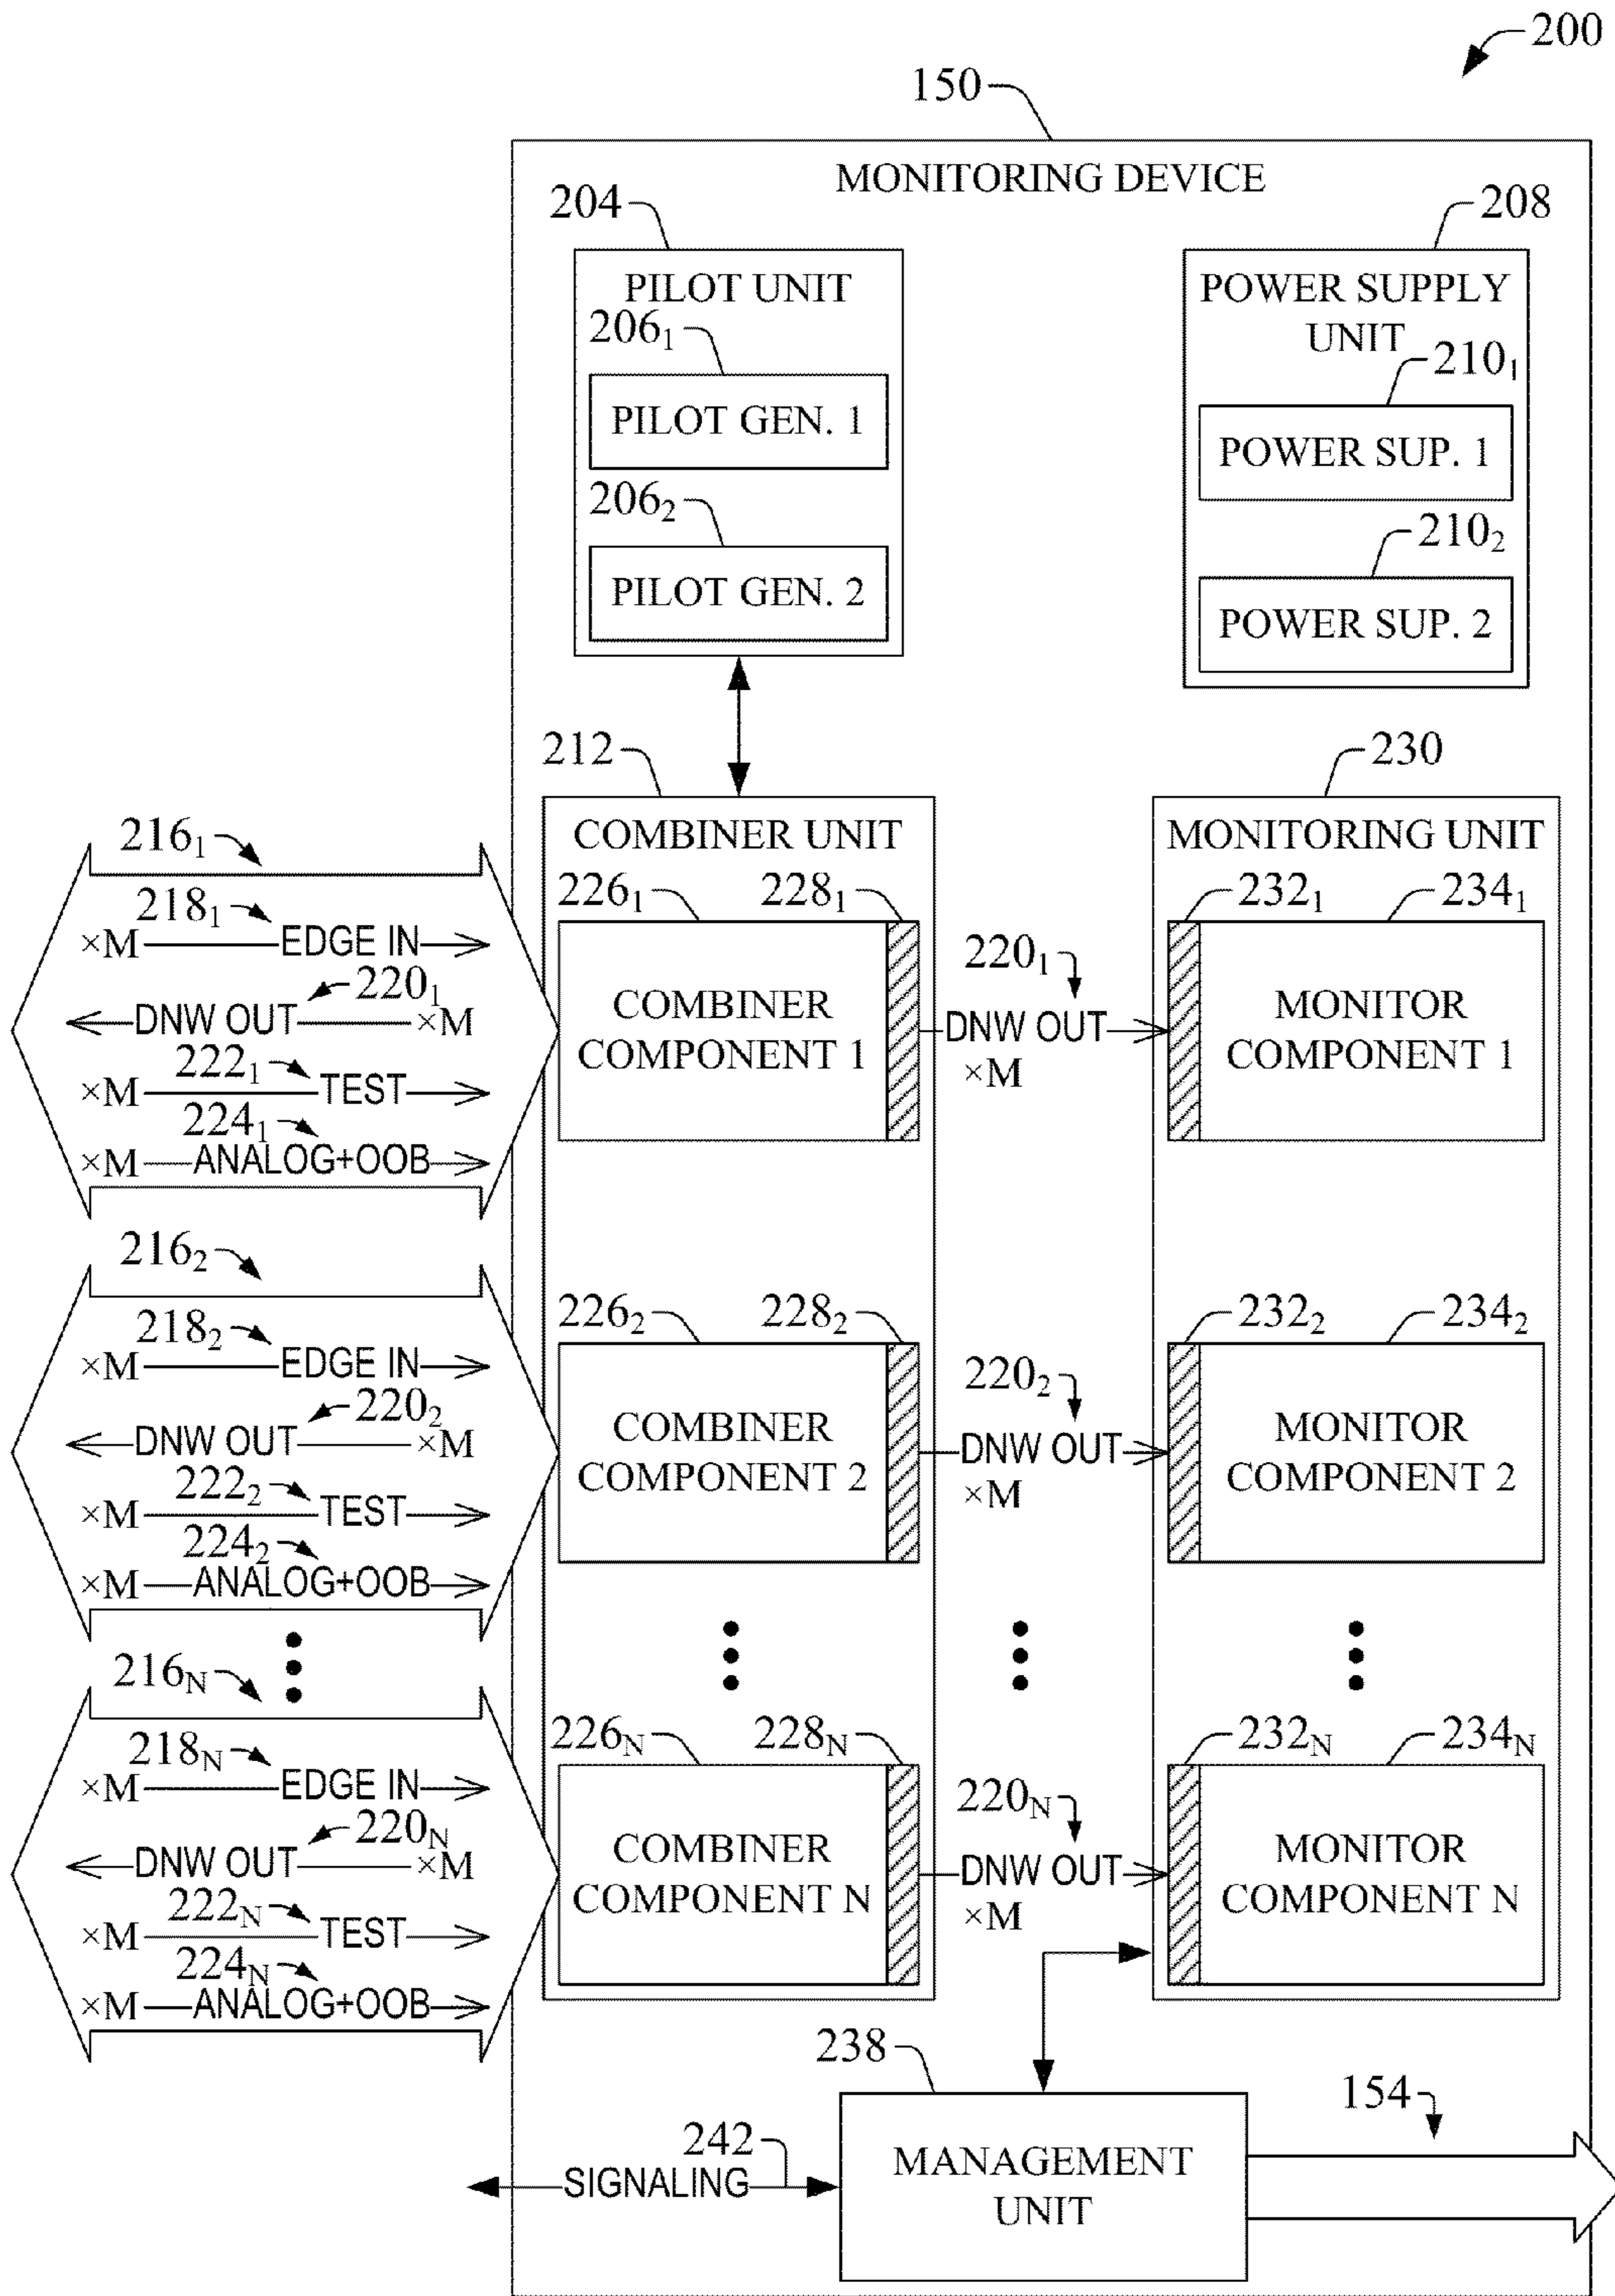 200
150
MONITORING DEVICE
204
208
PILOT UNIT
POWER SUPPLY
UNIT
206₁
210₁
PILOT GEN. 1
POWER SUP. 1
206₂
210₂
PILOT GEN. 2
POWER SUP. 2
212
230
COMBINER UNIT
MONITORING UNIT
216₁
218₁
×M EDGE IN
220₁
DNW OUT ×M
222₁
×M TEST
224₁
×M ANALOG+OOB
226₁
228₁
COMBINER
COMPONENT 1
220₁
DNW OUT
×M
232₁
234₁
MONITOR
COMPONENT 1
216₂
218₂
×M EDGE IN
220₂
DNW OUT ×M
222₂
×M TEST
224₂
×M ANALOG+OOB
226₂
228₂
COMBINER
COMPONENT 2
220₂
DNW OUT
×M
232₂
234₂
MONITOR
COMPONENT 2
216N
218N
×M EDGE IN
220N
DNW OUT ×M
222N
×M TEST
224N
×M ANALOG+OOB
226N
228N
COMBINER
COMPONENT N
220N
DNW OUT
×M
232N
234N
MONITOR
COMPONENT N
238
154
242
SIGNALING
MANAGEMENT
UNIT